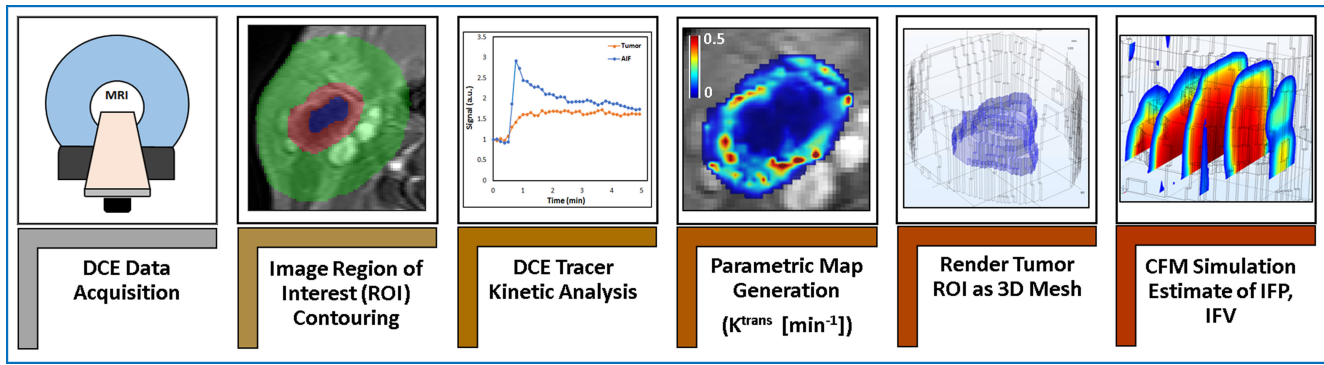 MRI
3.5
3
2.5
2
1.5
1
0.5
0
Signal (a.u.)
0 1 2 3 4 5
Time (min)
Tumor
AIF
0.5
0
DCE Data
Acquisition
Image Region of
Interest (ROI)
Contouring
DCE Tracer
Kinetic Analysis
Parametric Map
Generation
(Kᵗʳᵃⁿˢ [min⁻¹])
Render Tumor
ROI as 3D Mesh
CFM Simulation
Estimate of IFP,
IFV